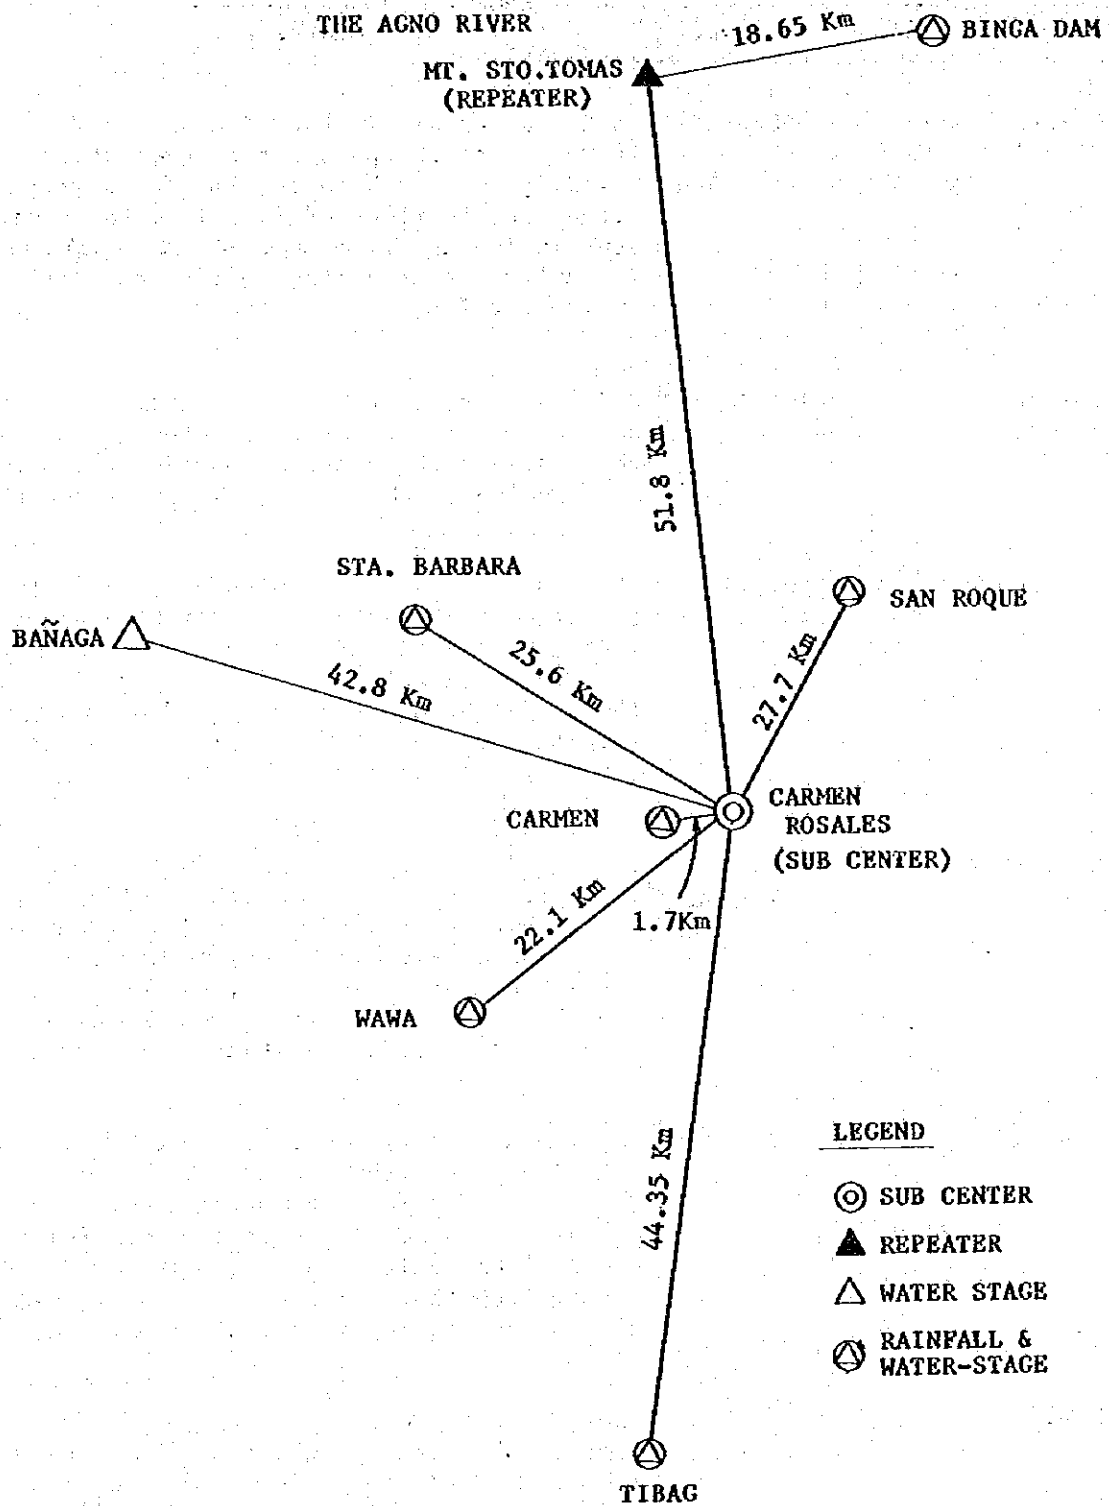 THE AGNO RIVER
18.65 Km
BINGA DAM
MT. STO.TOMAS
(REPEATER)
51.8 Km
STA. BARBARA
SAN ROQUE
BAÑAGA
25.6 Km
27.7 Km
42.8 Km
CARMEN
CARMEN
ROSALES
(SUB CENTER)
22.1 Km
1.7Km
WAWA
44.35 Km
LEGEND
SUB CENTER
REPEATER
WATER STAGE
RAINFALL &
WATER-STAGE
TIBAG